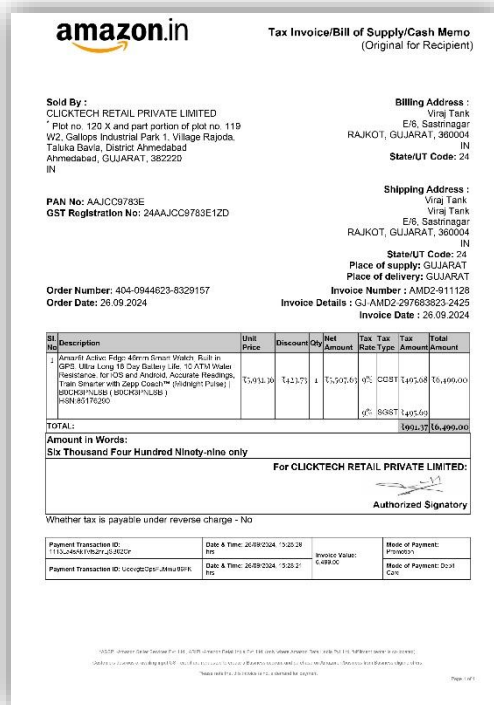 amazon.in
Tax Invoice/Bill of Supply/Cash Memo
(Original for Recipient)
Sold By :
CLICKTECH RETAIL PRIVATE LIMITED
* Plot no. 120 X and part portion of plot no. 119
W2, Gallops Industrial Park 1, Village Rajoda,
Taluka Bavla, District Ahmedabad
Ahmedabad, GUJARAT, 382220
IN
Billing Address :
Viraj Tank
E/6, Sastrinagar
RAJKOT, GUJARAT, 360004
IN
State/UT Code: 24
PAN No: AAJCC9783E
GST Registration No: 24AAJCC9783E1ZD
Shipping Address :
Viraj Tank
Viraj Tank
E/6, Sastrinagar
RAJKOT, GUJARAT, 360004
IN
State/UT Code: 24
Place of supply: GUJARAT
Place of delivery: GUJARAT
Order Number: 404-0944623-8329157
Order Date: 26.09.2024
Invoice Number : AMD2-911128
Invoice Details : GJ-AMD2-297683823-2425
Invoice Date : 26.09.2024
Sl. No Description Unit Price Discount Qty Net Amount Tax Rate Tax Type Tax Amount Total Amount
1 Amazfit Active Edge 46mm Smart Watch, Built in
GPS, Ultra Long 16 Day Battery Life, 10 ATM Water
Resistance, for iOS and Android, Accurate Readings,
Train Smarter with Zepp Coach™ (Midnight Pulse) |
B0CR3PNLSB ( B0CR3PNLSB )
HSN:85176290
₹5,931.36 ₹423.73 1 ₹5,507.63 9% CGST ₹495.68 ₹6,499.00
9% SGST ₹495.69
TOTAL: ₹991.37 ₹6,499.00
Amount in Words:
Six Thousand Four Hundred Ninety-nine only
For CLICKTECH RETAIL PRIVATE LIMITED:
Authorized Signatory
Whether tax is payable under reverse charge - No
Payment Transaction ID:
Date & Time: 26/09/2024,
hrs
Invoice Value:
6,499.00
Mode of Payment:
Promotion
Payment Transaction ID:
Date & Time: 26/09/2024,
hrs
Mode of Payment: Debit
Card
Page 1 of 1